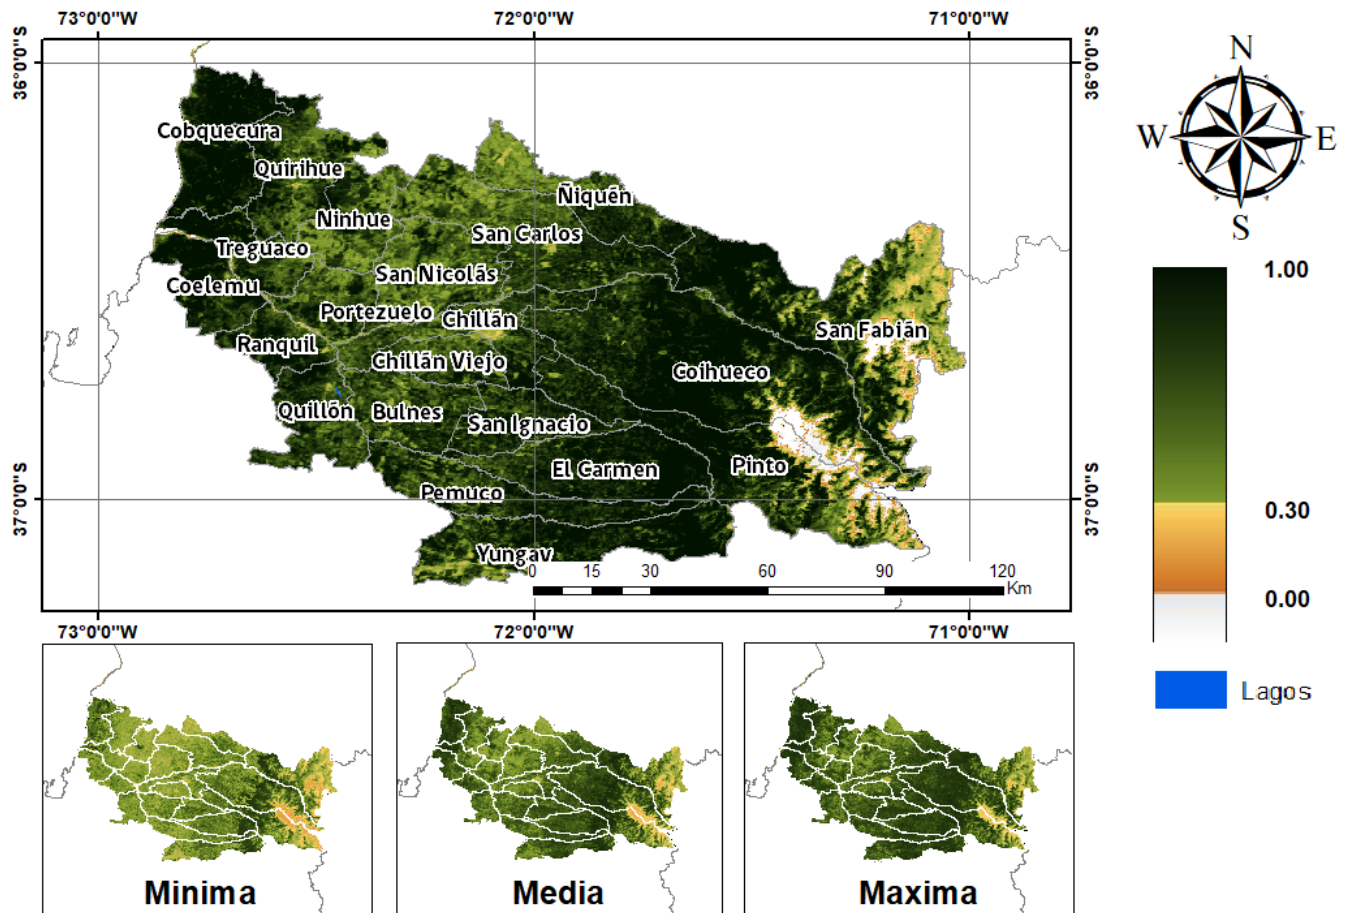 73°0'0"W 72°0'0"W 71°0'0"W
36°0'0"S 36°0'0"S
N
W E
S
Cobquecura
Quirihue
Ñiquén
Ninhue
San Carlos
Treguaco
San Nicolás
Coelemu
Portezuelo
Chillán
San Fabián
Ranquil
Chillán Viejo
Coihueco
Quillón
Bulnes
San Ignacio
El Carmen
Pinto
Pemuco
Yungay
37°0'0"S 37°0'0"S
0 15 30 60 90 120
Km
73°0'0"W 72°0'0"W 71°0'0"W
1.00
0.30
0.00
Lagos
Minima
Media
Maxima